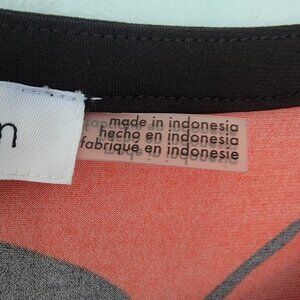 n
made in indonesia
hecho en indonesia
fabriqué en indonesie